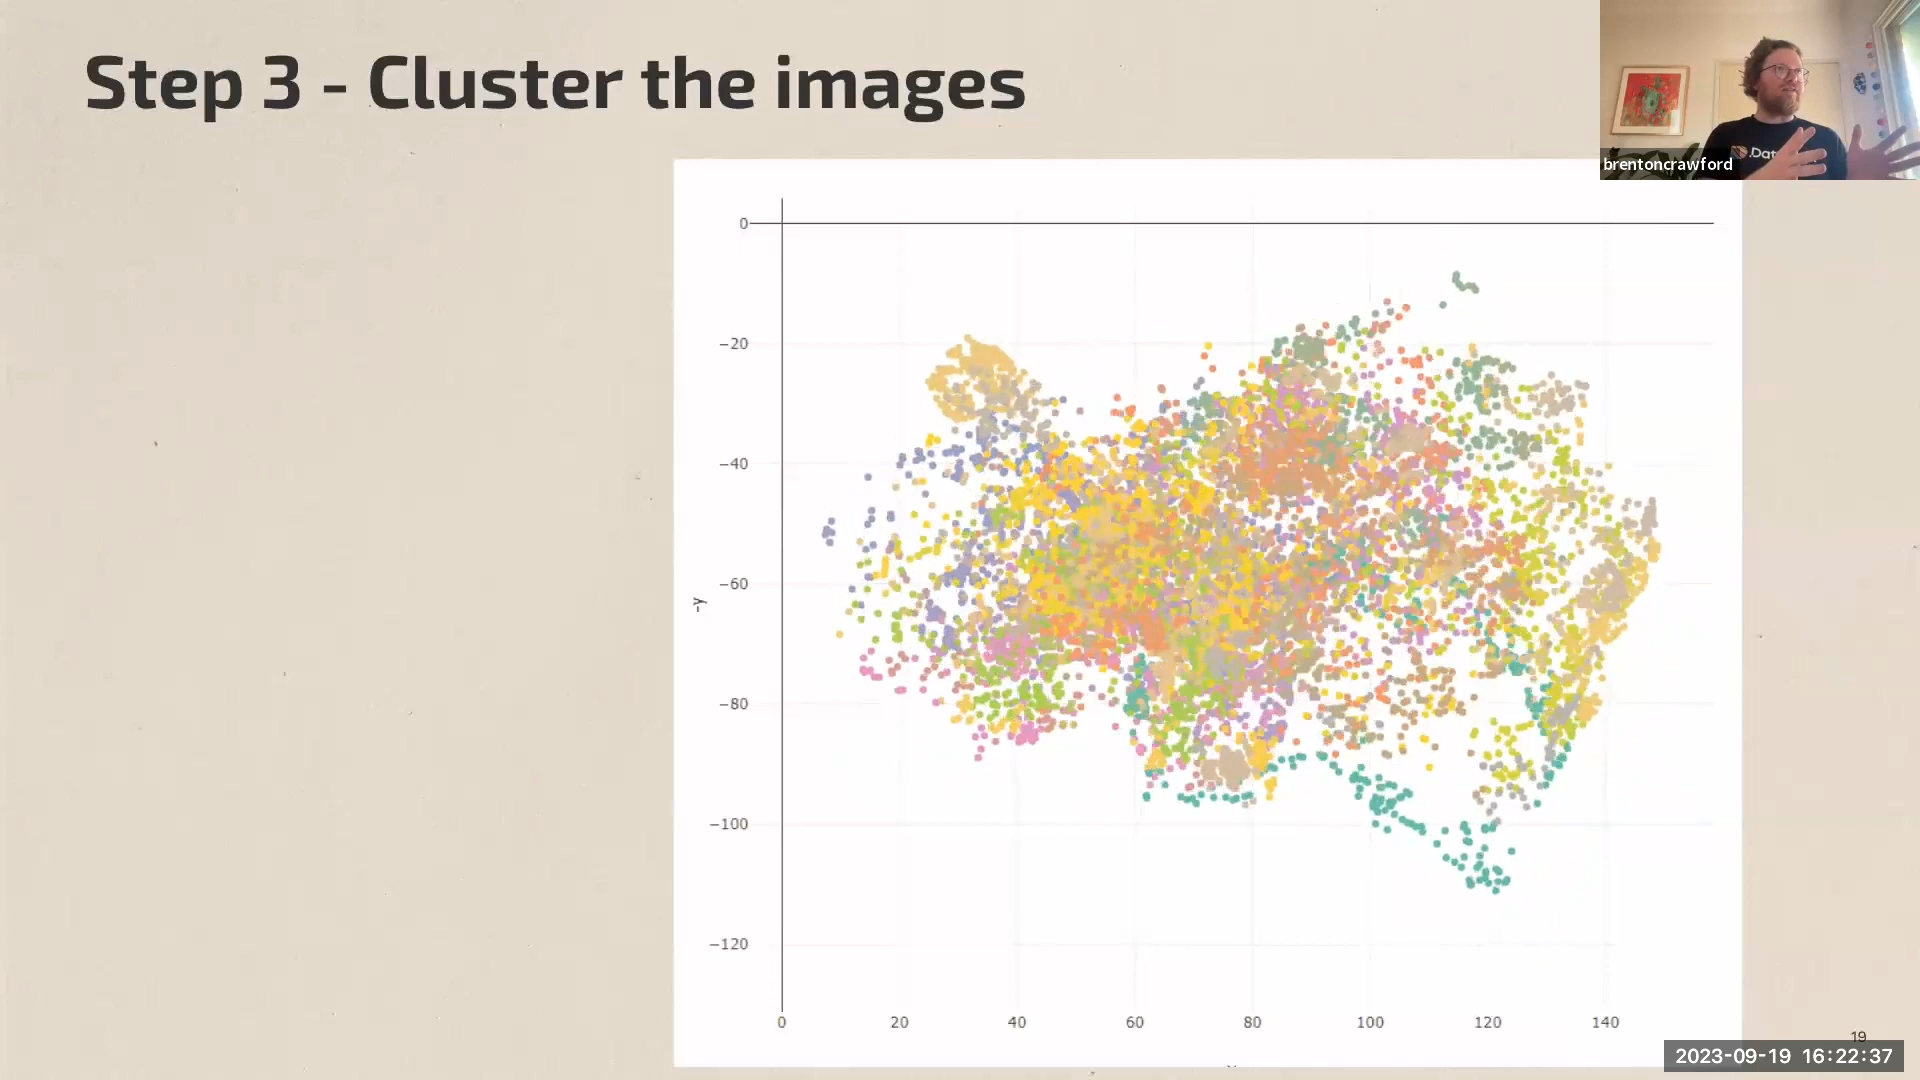 Step 3 - Cluster the images
.Dat
brentoncrawford
0
−20
−40
−60
−80
−100
−120
-y
0 20 40 60 80 100 120 140
19
2023-09-19 16:22:37